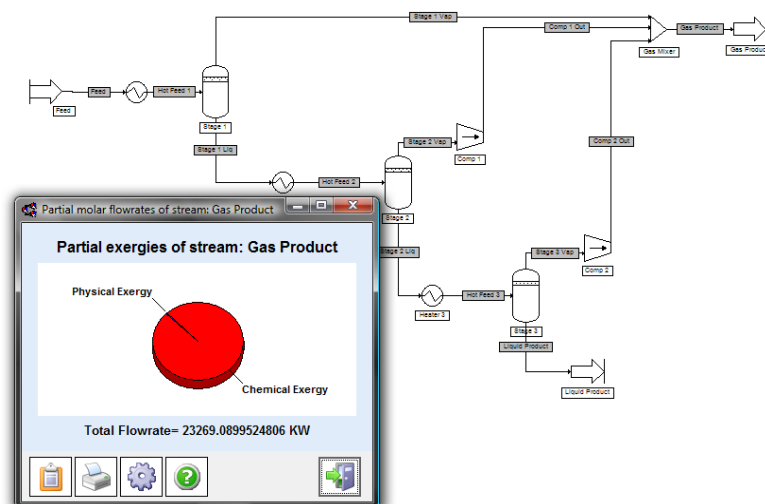 Stage 1 Vap
Comp 1 Out
Gas Product
Gas Mixer
Gas Produc
Feed
Hot Feed 1
Feed
Stage 1
Stage 1 Liq
Stage 2 Vap
Comp 1
Comp 2 Out
Hot Feed 2
Stage 2
Stage 2 Liq
Stage 3 Vap
Comp 2
Hot Feed 3
Heater 3
Stage 3
Liquid Product
Liquid Product
Partial molar flowrates of stream: Gas Product
Partial exergies of stream: Gas Product
Physical Exergy
Chemical Exergy
Total Flowrate= 23269.0899524806 KW